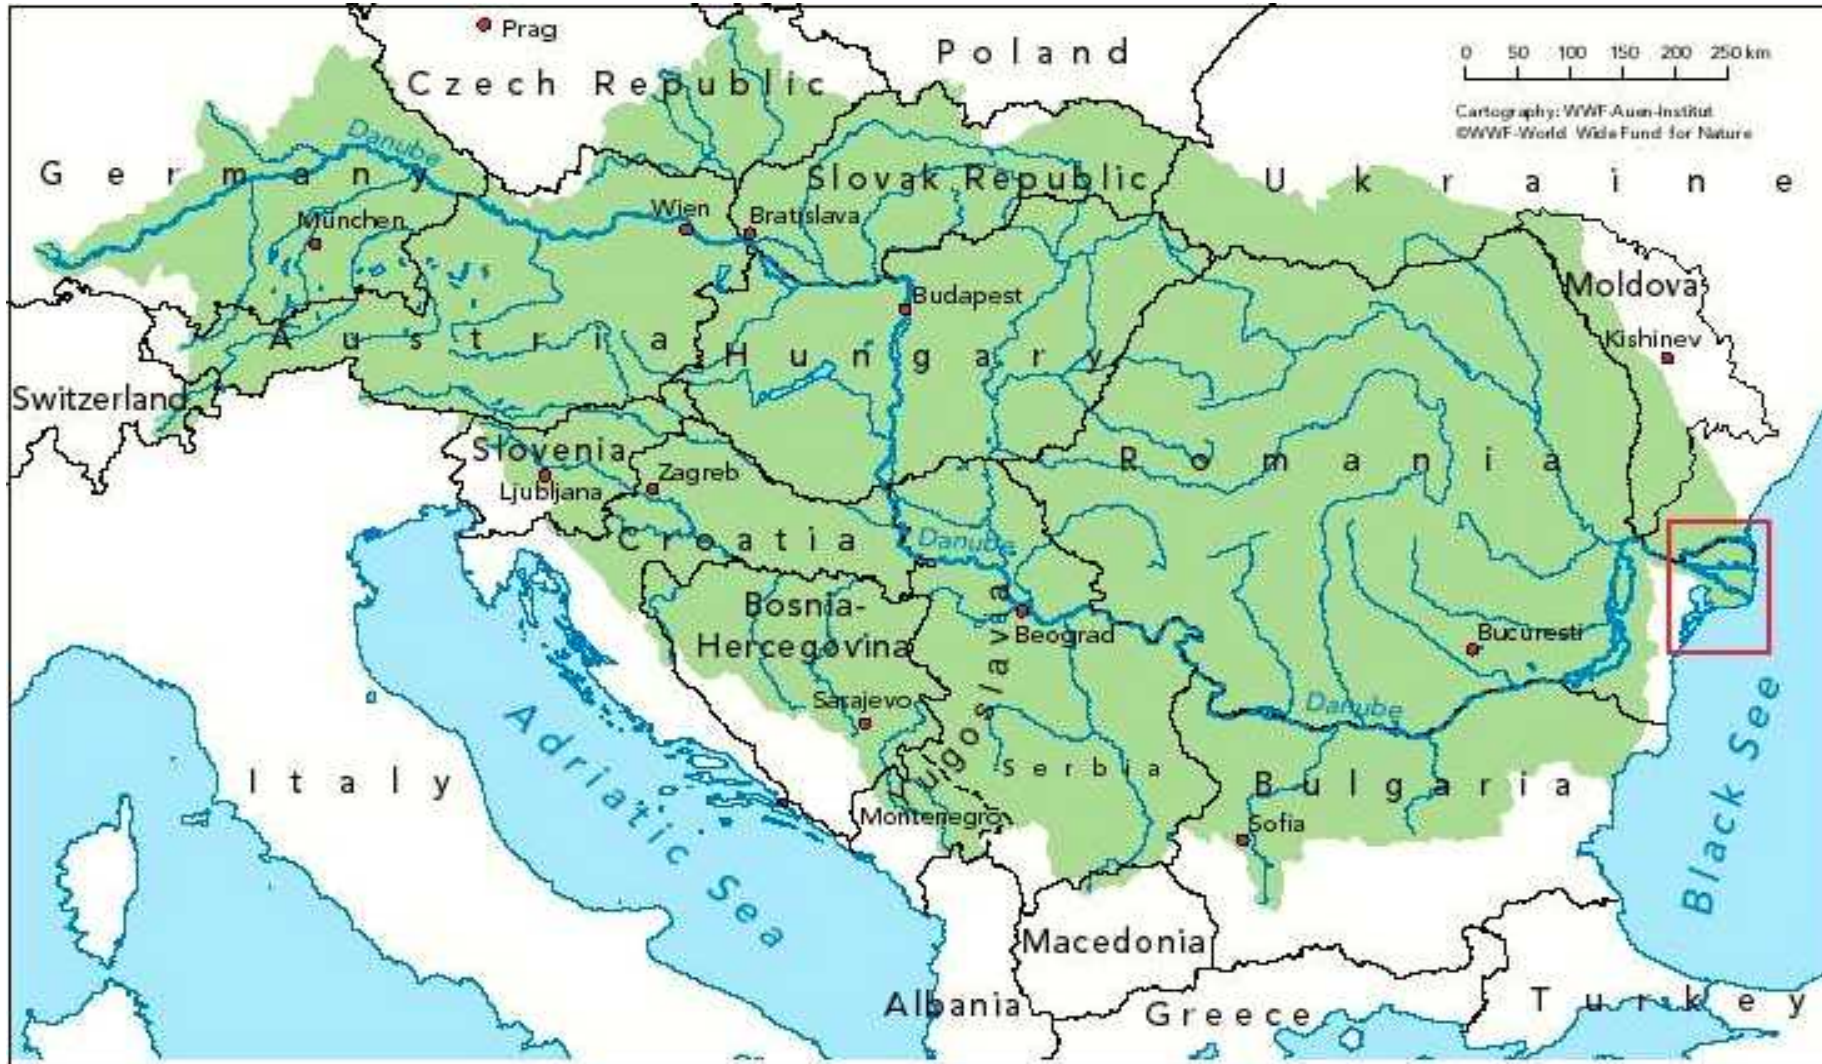 Prag
Poland
0 50 100 150 200 250 km
Czech Republic
Cartography: WWF-Auen-Institut
©WWF-World Wide Fund for Nature
Danube
Germany
Slovak Republic
Ukraine
München
Wien
Bratislava
Moldova
Budapest
Kishinev
Austria
Hungary
Switzerland
Slovenia
Zagreb
Romania
Ljubljana
Croatia
Danube
Bosnia-
Hercegovina
Beograd
Bucuresti
Yugoslavia
Sarajevo
Danube
Adriatic Sea
Black See
Italy
Serbia
Bulgaria
Montenegro
Sofia
Macedonia
Albania
Greece
Turkey